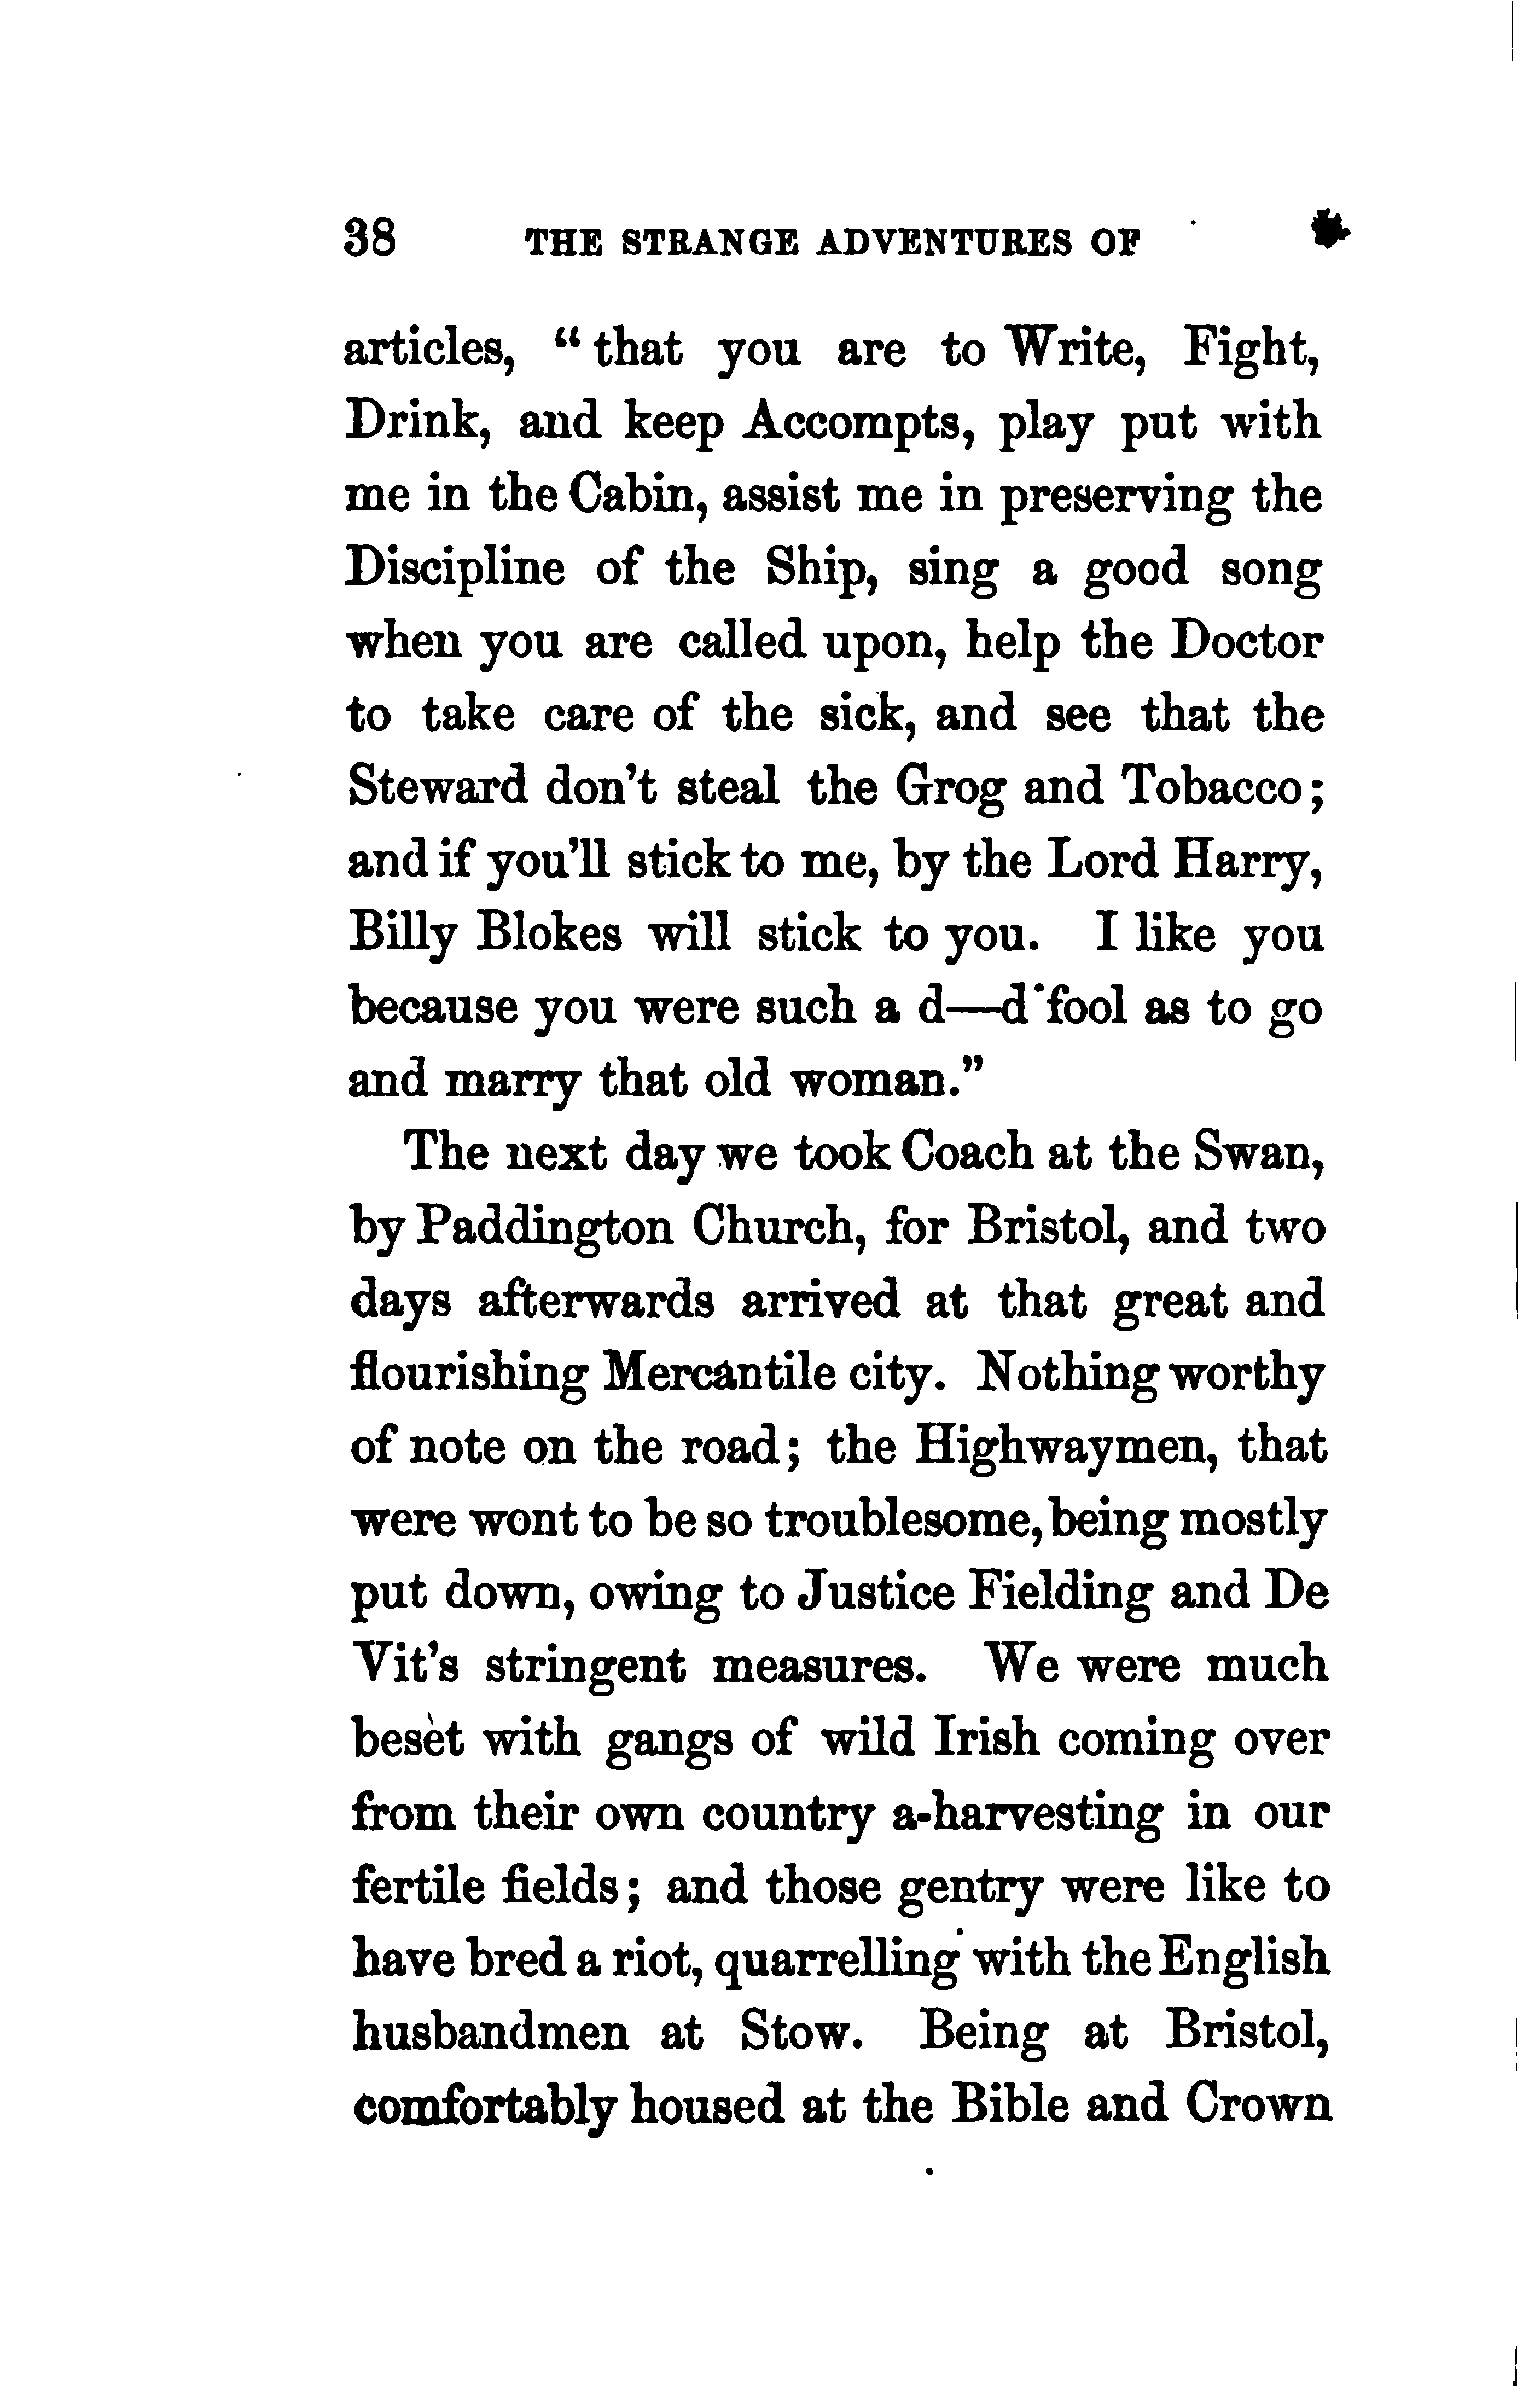 38 THE STRANGE ADVENTURES OF
articles, “that you are to Write, Fight,
Drink, and keep Accompts, play put with
me in the Cabin, assist me in preserving the
Discipline of the Ship, sing a good song
when you are called upon, help the Doctor
to take care of the sick, and see that the
Steward don't steal the Grog and Tobacco;
and if you'll stick to me, by the Lord Harry,
Billy Blokes will stick to you. I like you
because you were such a d—d fool as to go
and marry that old woman.”
The next day we took Coach at the Swan,
by Paddington Church, for Bristol, and two
days afterwards arrived at that great and
flourishing Mercantile city. Nothing worthy
of note on the road; the Highwaymen, that
were wont to be so troublesome, being mostly
put down, owing to Justice Fielding and De
Vit's stringent measures. We were much
beset with gangs of wild Irish coming over
from their own country a-harvesting in our
fertile fields; and those gentry were like to
have bred a riot, quarrelling with the English
husbandmen at Stow. Being at Bristol,
comfortably housed at the Bible and Crown